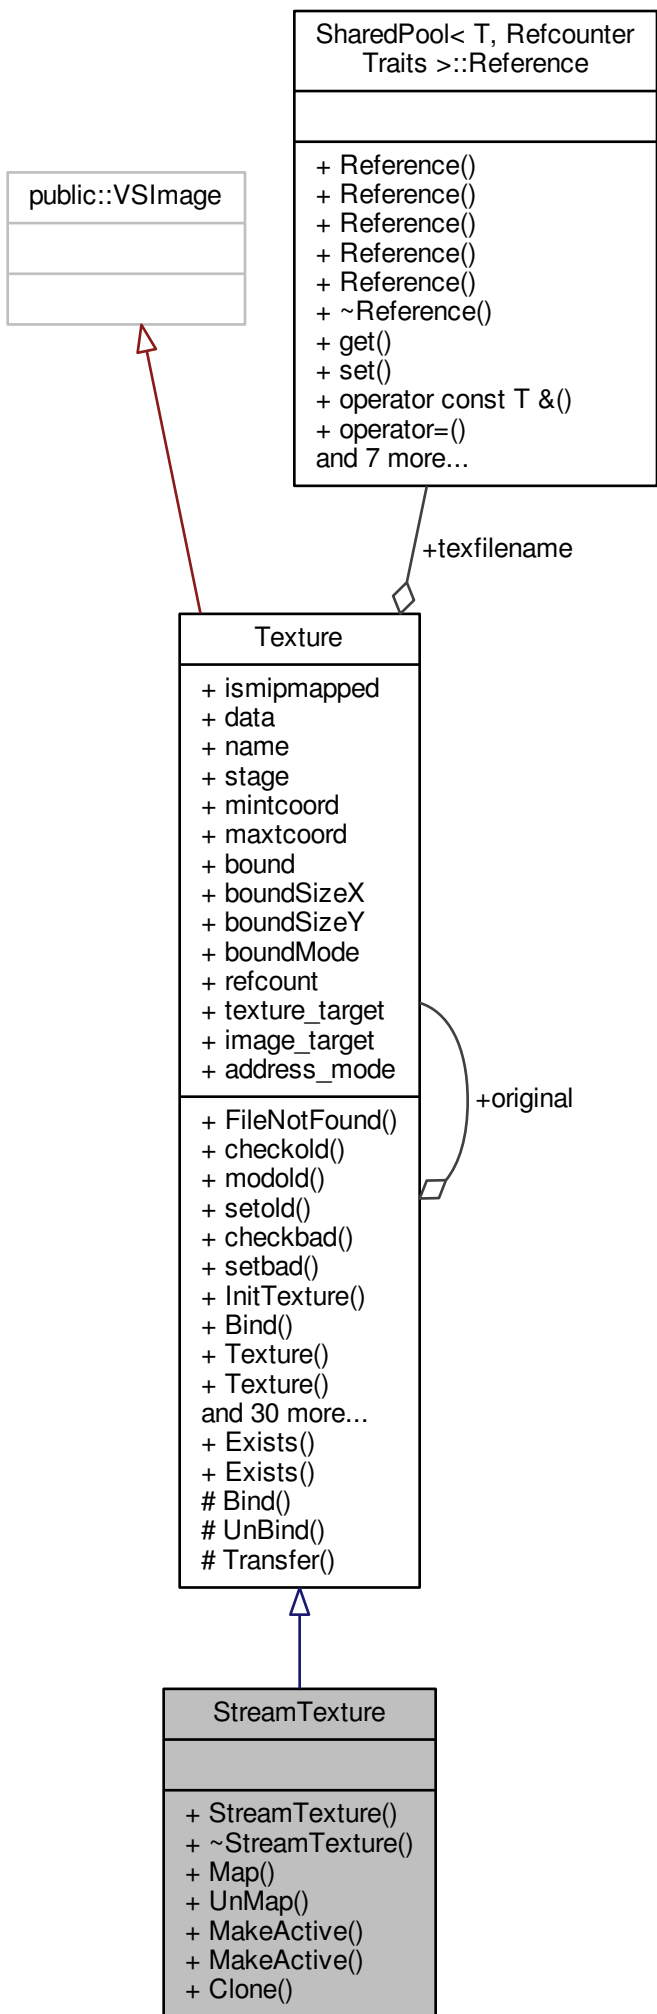 SharedPool< T, Refcounter
Traits >::Reference
+ Reference()
+ Reference()
+ Reference()
+ Reference()
+ Reference()
+ ~Reference()
+ get()
+ set()
+ operator const T &()
+ operator=()
and 7 more...
public::VSImage
+texfilename
Texture
+ ismipmapped
+ data
+ name
+ stage
+ mintcoord
+ maxtcoord
+ bound
+ boundSizeX
+ boundSizeY
+ boundMode
+ refcount
+ texture_target
+ image_target
+ address_mode
+ FileNotFound()
+ checkold()
+ modold()
+ setold()
+ checkbad()
+ setbad()
+ InitTexture()
+ Bind()
+ Texture()
+ Texture()
and 30 more...
+ Exists()
+ Exists()
# Bind()
# UnBind()
# Transfer()
+original
StreamTexture
+ StreamTexture()
+ ~StreamTexture()
+ Map()
+ UnMap()
+ MakeActive()
+ MakeActive()
+ Clone()